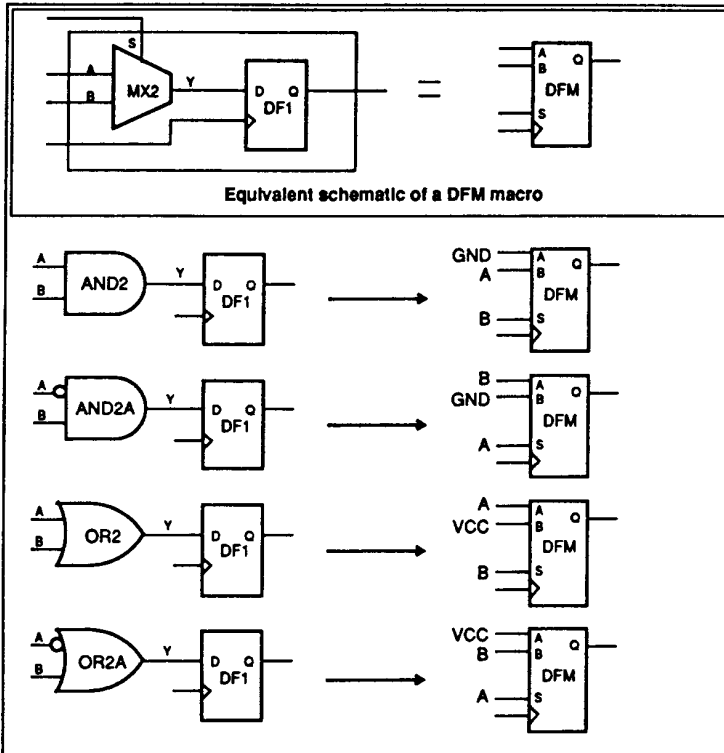 S
A
B
MX2
Y
D Q
DF1
=
A
B
Q
DFM
S
Equivalent schematic of a DFM macro
A
B
AND2
Y
D Q
DF1
GND
A
A
B
Q
DFM
B
S
A
B
AND2A
Y
D Q
DF1
B
GND
A
B
Q
DFM
A
S
A
B
OR2
Y
D Q
DF1
A
VCC
A
B
Q
DFM
B
S
A
B
OR2A
Y
D Q
DF1
VCC
B
A
B
Q
DFM
A
S